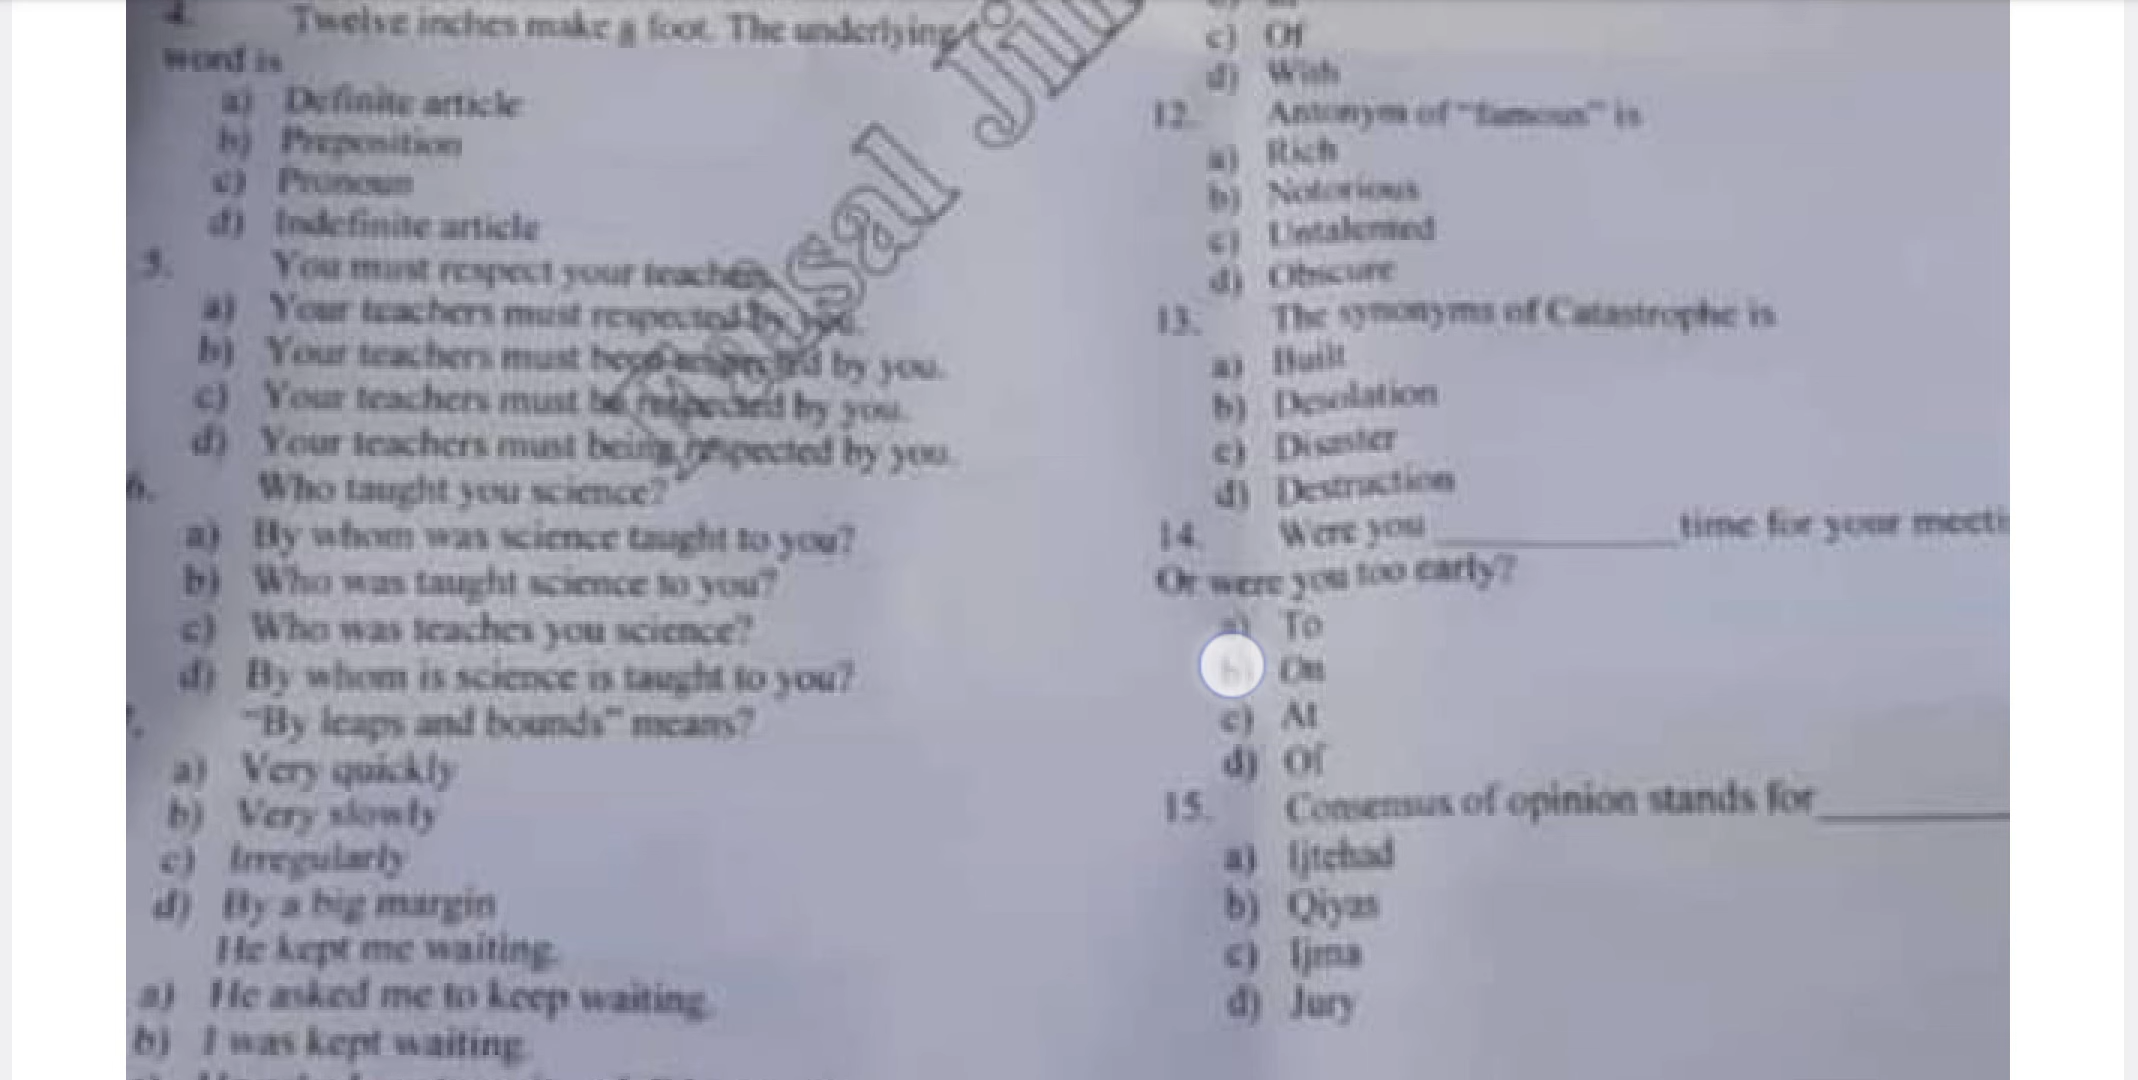 4. Twelve inches make a foot. The underlying
word is
a) Definite article
b) Preposition
c) Pronoun
d) Indefinite article
5. You must respect your teachers
a) Your teachers must respected by you.
b) Your teachers must been respected by you.
c) Your teachers must be respected by you.
d) Your teachers must being respected by you.
6. Who taught you science?
a) By whom was science taught to you?
b) Who was taught science to you?
c) Who was teaches you science?
d) By whom is science is taught to you?
"By leaps and bounds" means?
a) Very quickly
b) Very slowly
c) Irregularly
d) By a big margin
He kept me waiting.
a) He asked me to keep waiting.
b) I was kept waiting
c) Of
d) With
12. Antonym of "famous" is
a) Rich
b) Notorious
c) Untalented
d) Obscure
13. The synonyms of Catastrophe is
a) Built
b) Desolation
c) Disaster
d) Destruction
14. Were you ________ time for your meeti
Or were you too early?
a) To
b) On
c) At
d) Of
15. Consensus of opinion stands for ________
a) Ijtehad
b) Qiyas
c) Ijma
d) Jury